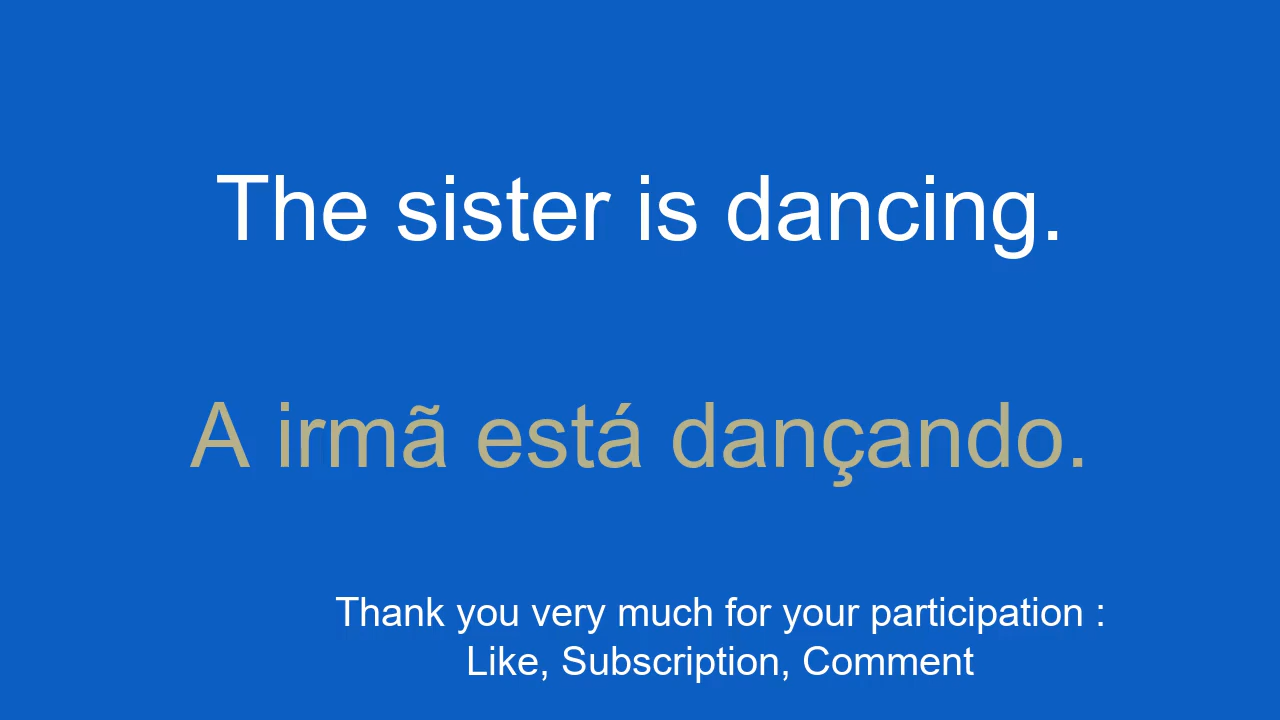 The sister is dancing.
A irmã está dançando.
Thank you very much for your participation :
Like, Subscription, Comment